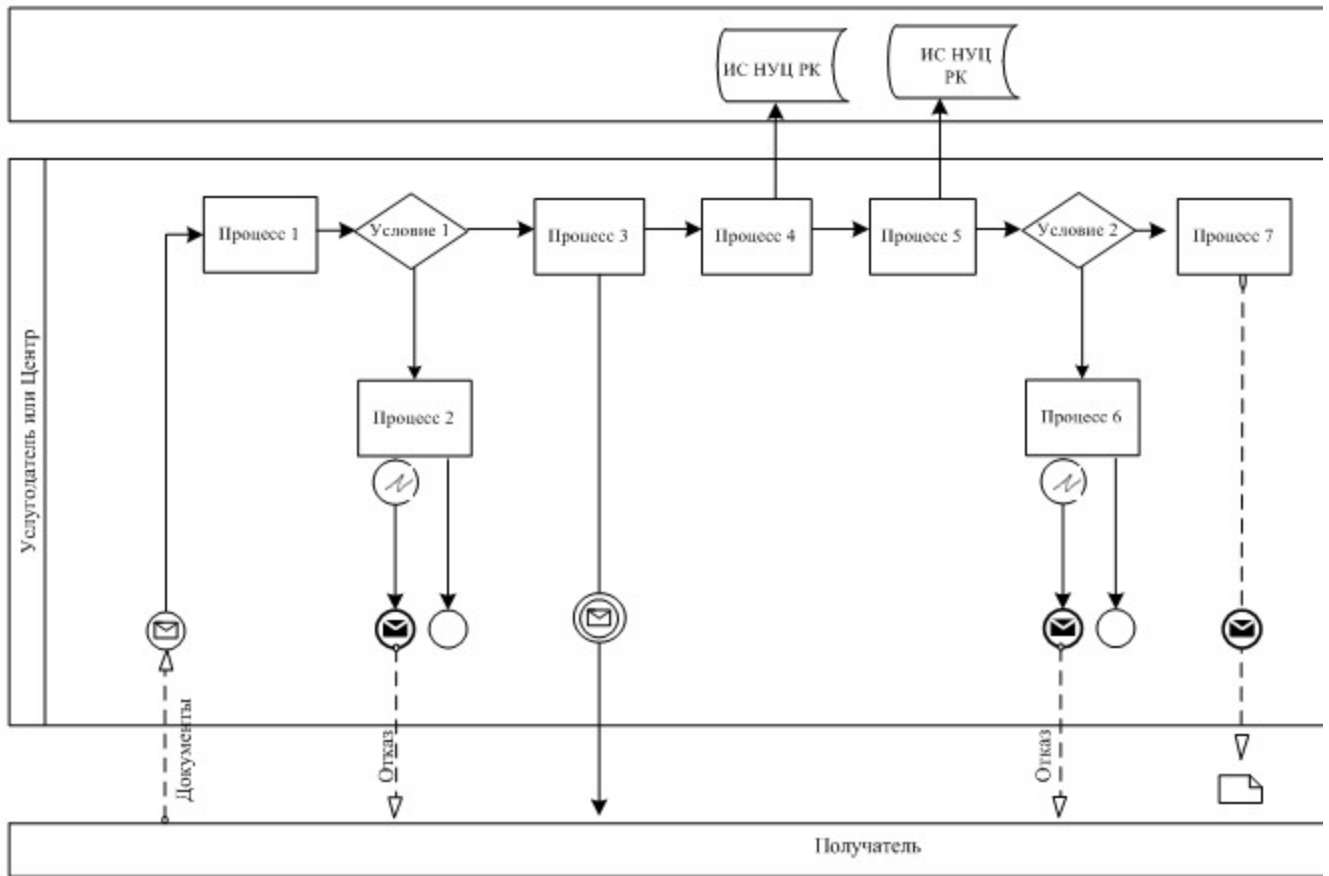 ИС НУЦ РК
ИС НУЦ
РК
Услугодатель или Центр
Процесс 1
Условие 1
Процесс 3
Процесс 4
Процесс 5
Условие 2
Процесс 7
Процесс 2
Процесс 6
Документы
Отказ
Отказ
Получатель